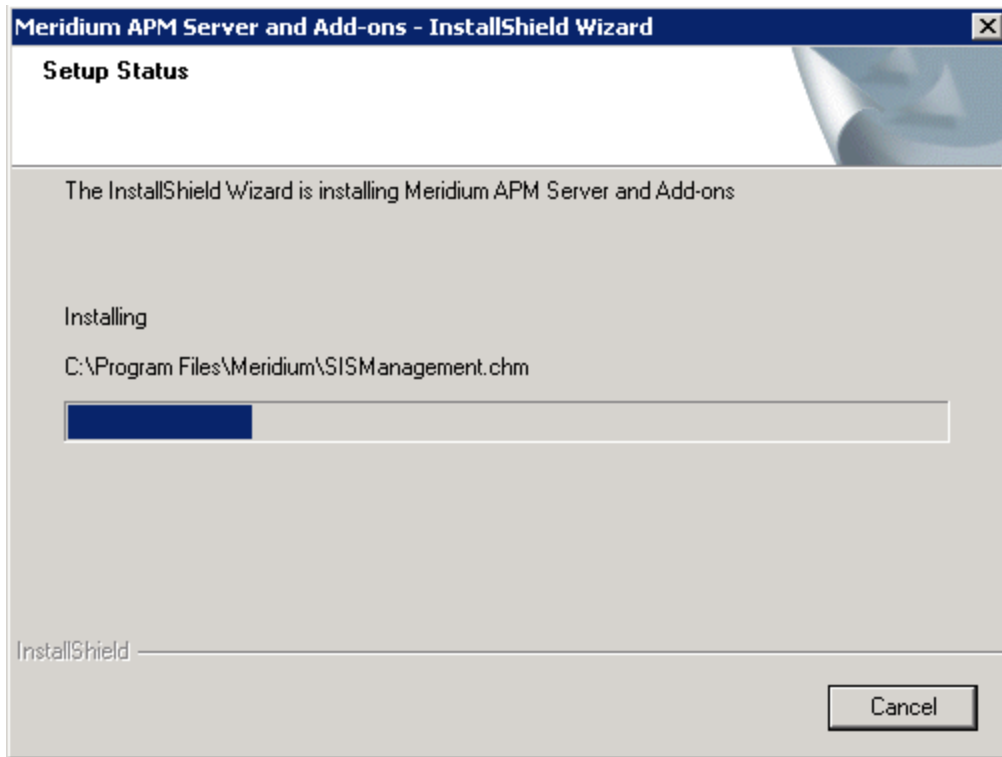 Meridium APM Server and Add-ons - InstallShield Wizard
Setup Status
The InstallShield Wizard is installing Meridium APM Server and Add-ons
Installing
C:\Program Files\Meridium\SISManagement.chm
InstallShield
Cancel